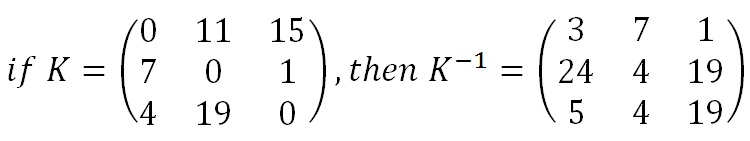 if K = (0 11 15
7 0 1
4 19 0), then K⁻¹ = (3 7 1
24 4 19
5 4 19)